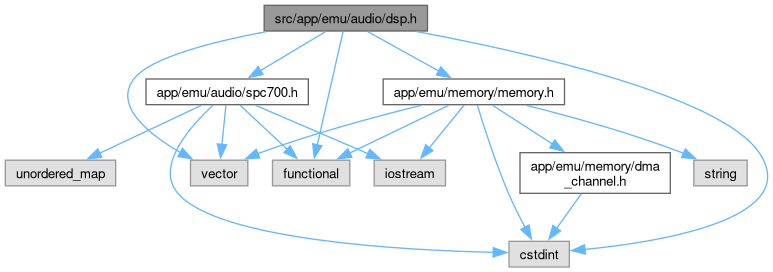 src/app/emu/audio/dsp.h
app/emu/audio/spc700.h
app/emu/memory/memory.h
unordered_map
vector
functional
iostream
app/emu/memory/dma
_channel.h
string
cstdint